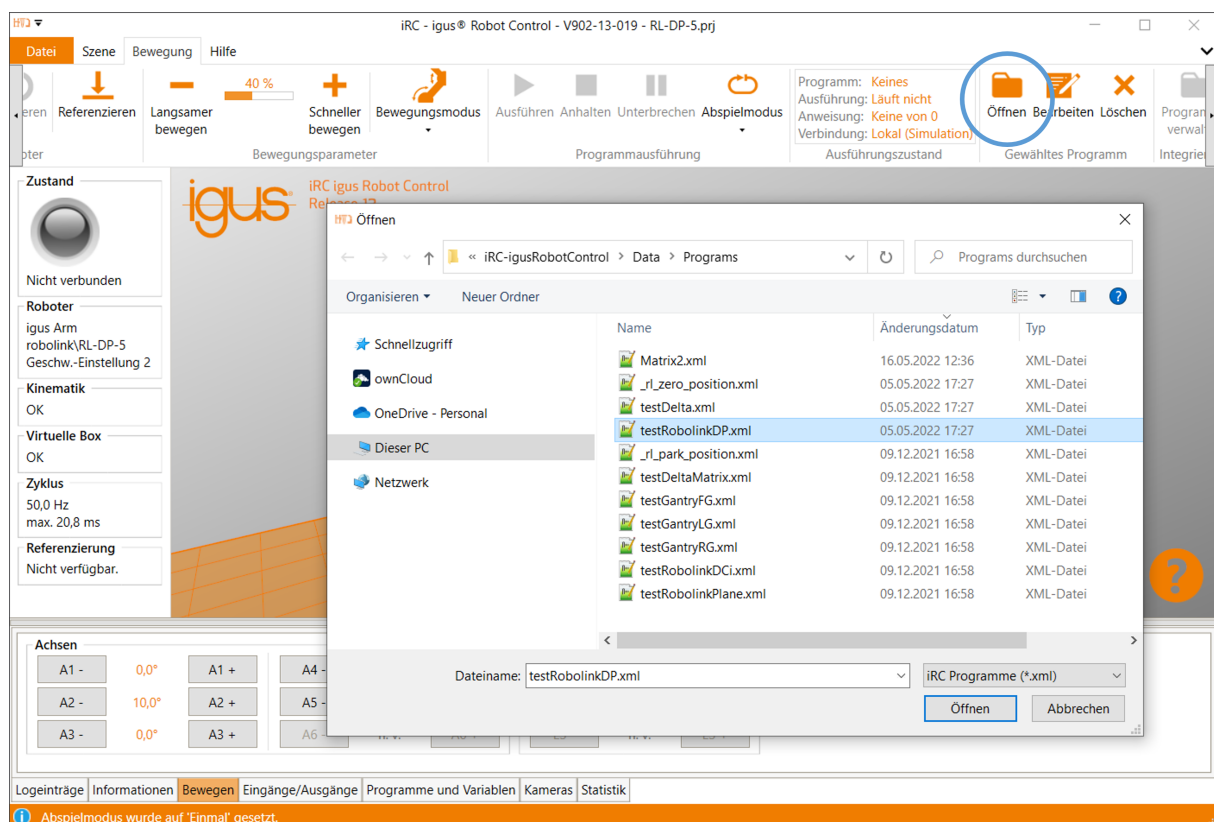 iRC - igus® Robot Control - V902-13-019 - RL-DP-5.prj
Datei Szene Bewegung Hilfe
40 %
Referenzieren
Langsamer bewegen
Schneller bewegen
Bewegungsmodus
Ausführen Anhalten Unterbrechen Abspielmodus
Programm: Keines
Ausführung: Läuft nicht
Anweisung: Keine von 0
Verbindung: Lokal (Simulation)
Öffnen Bearbeiten Löschen
Bewegungsparameter
Programmausführung
Ausführungszustand
Gewähltes Programm
Zustand
Nicht verbunden
Roboter
igus Arm
robolink\RL-DP-5
Geschw.-Einstellung 2
Kinematik
OK
Virtuelle Box
OK
Zyklus
50,0 Hz
max. 20,8 ms
Referenzierung
Nicht verfügbar.
igus
iRC igus Robot Control
Öffnen
« iRC-igusRobotControl > Data > Programs
Programs durchsuchen
Organisieren Neuer Ordner
Schnellzugriff
ownCloud
OneDrive - Personal
Dieser PC
Netzwerk
Name Änderungsdatum Typ
Matrix2.xml 16.05.2022 12:36 XML-Datei
_rl_zero_position.xml 05.05.2022 17:27 XML-Datei
testDelta.xml 05.05.2022 17:27 XML-Datei
testRobolinkDP.xml 05.05.2022 17:27 XML-Datei
_rl_park_position.xml 09.12.2021 16:58 XML-Datei
testDeltaMatrix.xml 09.12.2021 16:58 XML-Datei
testGantryFG.xml 09.12.2021 16:58 XML-Datei
testGantryLG.xml 09.12.2021 16:58 XML-Datei
testGantryRG.xml 09.12.2021 16:58 XML-Datei
testRobolinkDCi.xml 09.12.2021 16:58 XML-Datei
testRobolinkPlane.xml 09.12.2021 16:58 XML-Datei
Dateiname: testRobolinkDP.xml
iRC Programme (*.xml)
Öffnen Abbrechen
?
Achsen
A1 - 0,0° A1 + A4 -
A2 - 10,0° A2 + A5 -
A3 - 0,0° A3 + A6 -
Logeinträge Informationen Bewegen Eingänge/Ausgänge Programme und Variablen Kameras Statistik
Abspielmodus wurde auf 'Einmal' gesetzt.